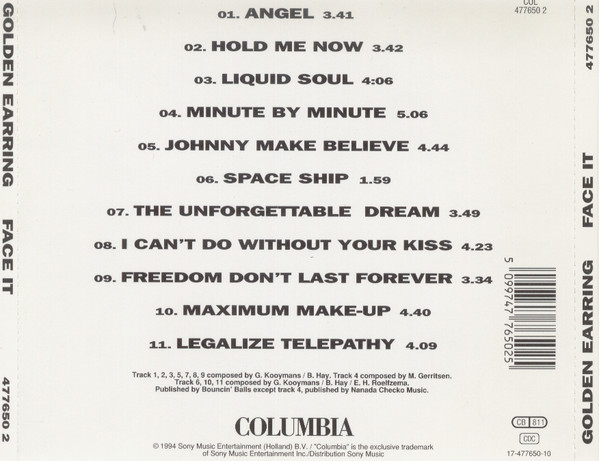 COL
477650 2
01. ANGEL 3.41
02. HOLD ME NOW 3.42
03. LIQUID SOUL 4:06
04. MINUTE BY MINUTE 5.06
05. JOHNNY MAKE BELIEVE 4.44
06. SPACE SHIP 1.59
07. THE UNFORGETTABLE DREAM 3.49
08. I CAN'T DO WITHOUT YOUR KISS 4.23
09. FREEDOM DON'T LAST FOREVER 3.34
10. MAXIMUM MAKE-UP 4.40
11. LEGALIZE TELEPATHY 4.09
Track 1, 2, 3, 5, 7, 8, 9 composed by G. Kooymans / B. Hay. Track 4 composed by M. Gerritsen.
Track 6, 10, 11 composed by G. Kooymans / B. Hay / E. H. Roelfzema.
Published by Bouncin' Balls except track 4, published by Nanada Checko Music.
COLUMBIA
© 1994 Sony Music Entertainment (Holland) B.V. / "Columbia" is the exclusive trademark
of Sony Music Entertainment Inc./Distribution Sony Music
GOLDEN EARRING FACE IT 477650 2
GOLDEN EARRING FACE IT 477650 2
5 099747 765025
CB 811
CDC
17-477650-10